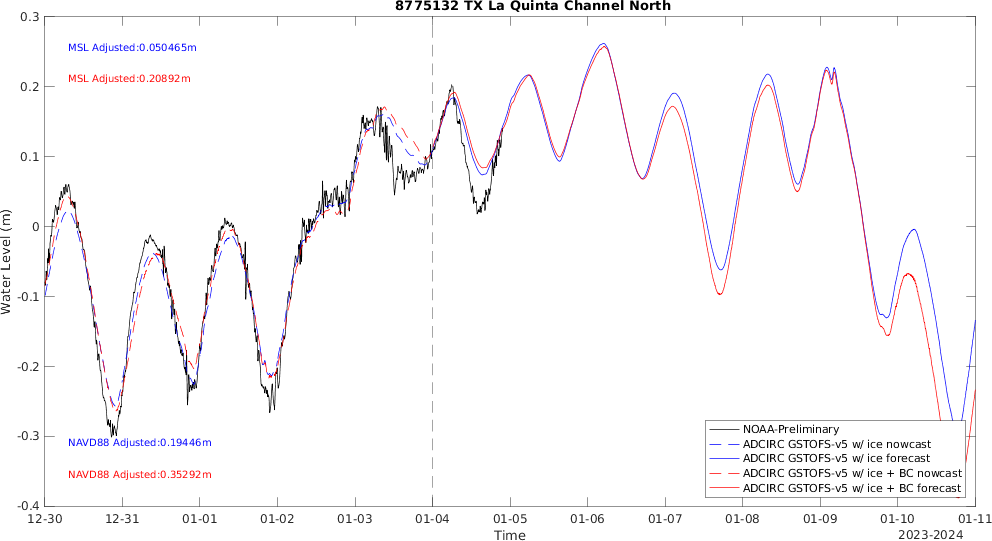 8775132 TX La Quinta Channel North
MSL Adjusted:0.050465m
MSL Adjusted:0.20892m
NAVD88 Adjusted:0.19446m
NAVD88 Adjusted:0.35292m
Water Level (m)
0.3
0.2
0.1
0
-0.1
-0.2
-0.3
-0.4
NOAA-Preliminary
ADCIRC GSTOFS-v5 w/ ice nowcast
ADCIRC GSTOFS-v5 w/ ice forecast
ADCIRC GSTOFS-v5 w/ ice + BC nowcast
ADCIRC GSTOFS-v5 w/ ice + BC forecast
12-30 12-31 01-01 01-02 01-03 01-04 01-05 01-06 01-07 01-08 01-09 01-10 01-11
Time
2023-2024